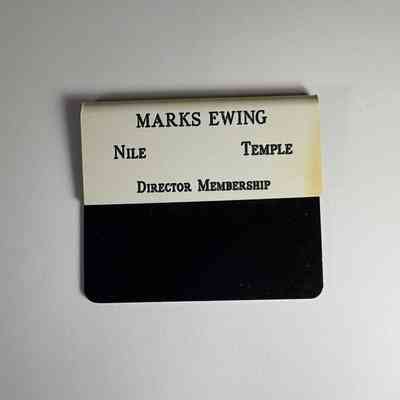 MARKS EWING
NILE TEMPLE
DIRECTOR MEMBERSHIP